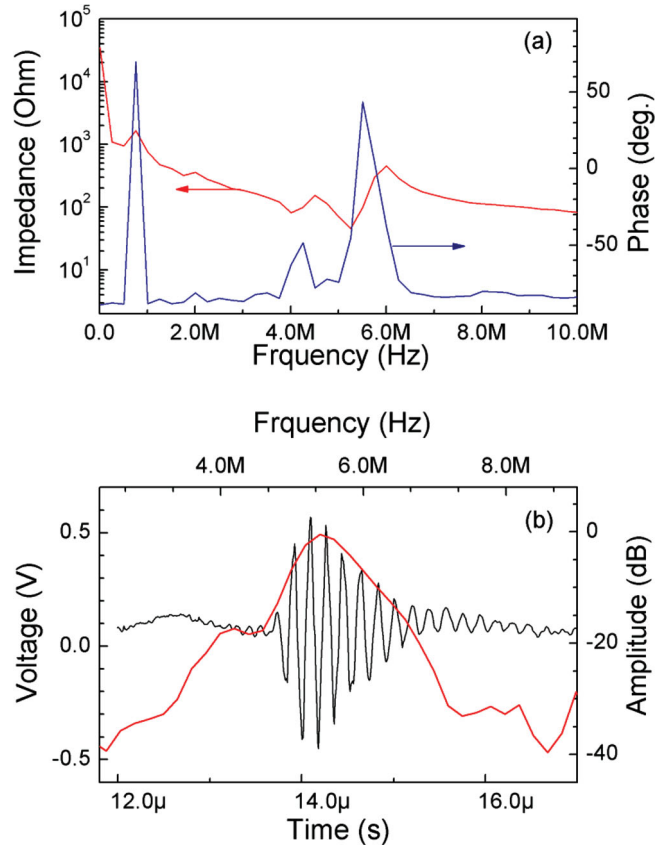 (a)
10^5
10^4
10^3
10^2
10^1
Impedance (Ohm)
50
0
-50
Phase (deg.)
0.0 2.0M 4.0M 6.0M 8.0M 10.0M
Frquency (Hz)
Frquency (Hz)
4.0M 6.0M 8.0M
(b)
0.5
0.0
-0.5
Voltage (V)
0
-20
-40
Amplitude (dB)
12.0μ 14.0μ 16.0μ
Time (s)